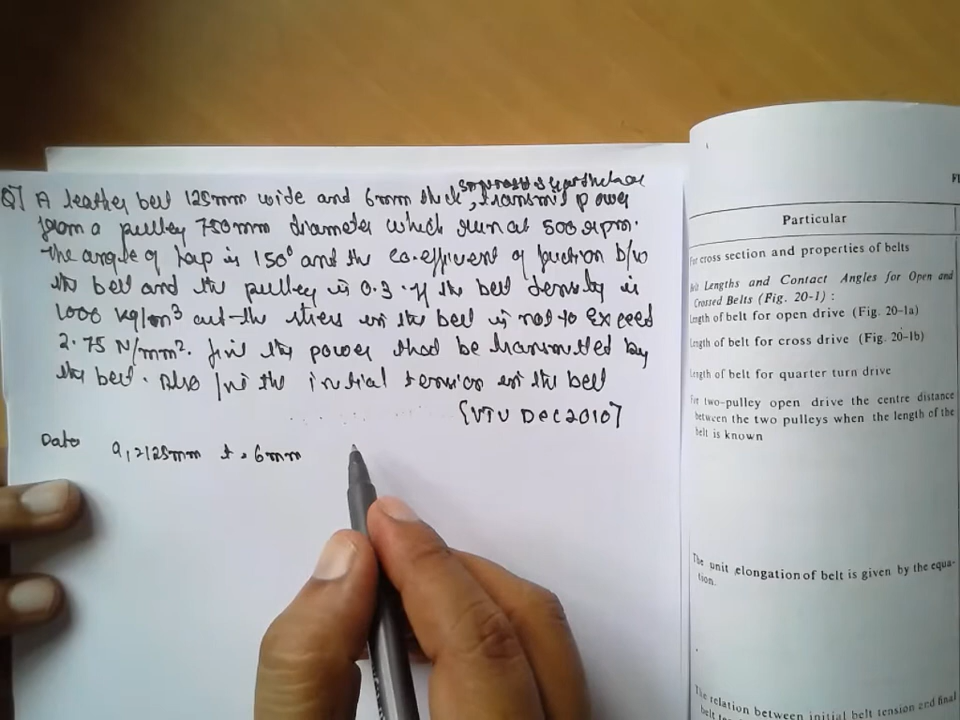 Q] A leather belt 125mm wide and 6mm thick, transmit power
from a pulley 750mm diameter which run at 500 rpm.
The angle of lap is 150° and the co-efficient of friction b/w
the belt and the pulley is 0.3. If the belt density is
1000 kg/m³ and the stress in the belt is not to exceed
2.75 N/mm². find the power that be transmitted by
the belt. Also find the initial tension in the belt
{VTU Dec 2010}
Data 125mm t = 6mm
Particular
For cross section and properties of belts
Belt Lengths and Contact Angles for Open and
Crossed Belts (Fig. 20-1) :
Length of belt for open drive (Fig. 20-1a)
Length of belt for cross drive (Fig. 20-1b)
Length of belt for quarter turn drive
For two-pulley open drive the centre distance
between the two pulleys when the length of the
belt is known
The unit elongation of belt is given by the equa-
tion.
The relation between initial belt tension and final